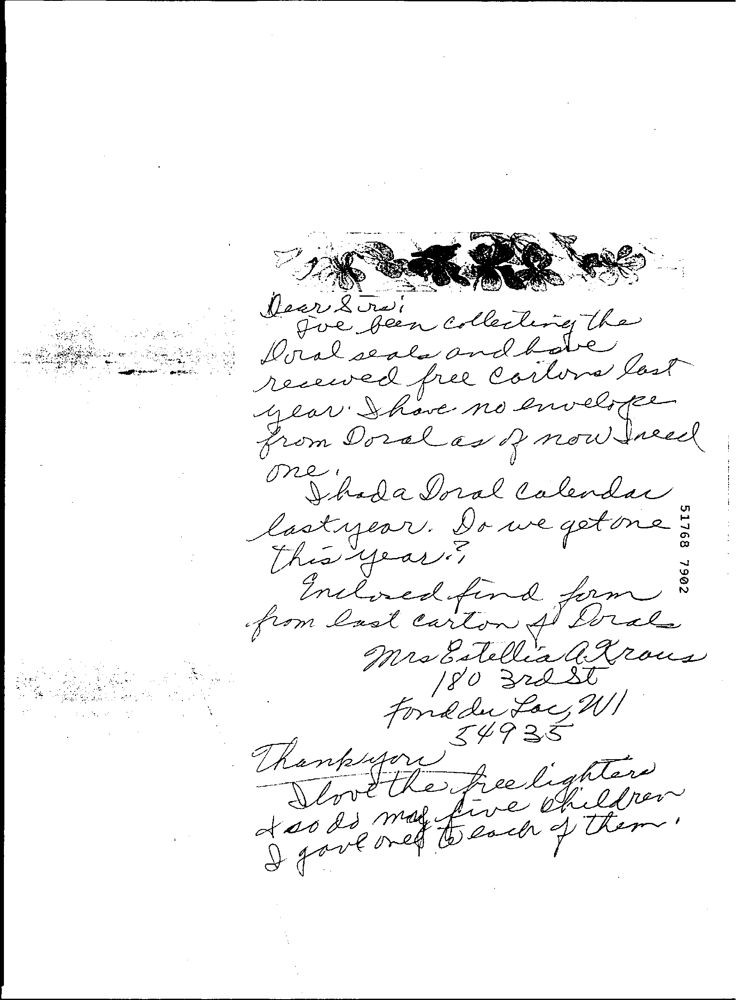 Dear Sirs:
I've been collecting the
Doral seals and have
received free cartons last
year. I have no envelope
from Doral as of now I need
one.
I had a Doral calendar
last year. Do we get one
this year?
Enclosed find form
from last carton of Dorals
Mrs Estellia A. Kraus
180 3rd St
Fond du Lac, WI
54935
Thank you
I love the free lighters
& so do my five children
I gave one to each of them.
51768 7902